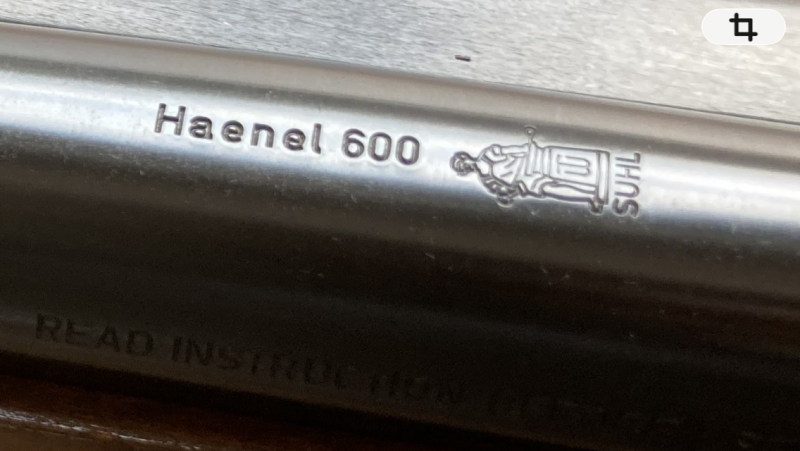 Haenel 600
SUHL
READ INSTRUCTION